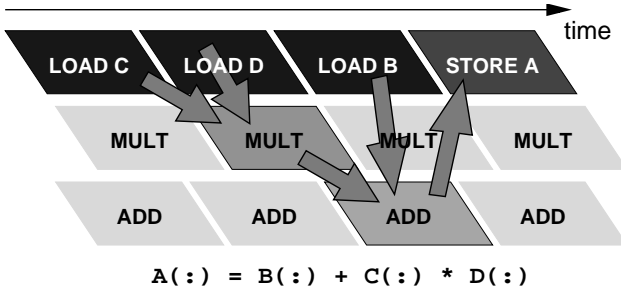 time
LOAD C LOAD D LOAD B STORE A
MULT MULT MULT MULT
ADD ADD ADD ADD
A(:) = B(:) + C(:) * D(:)